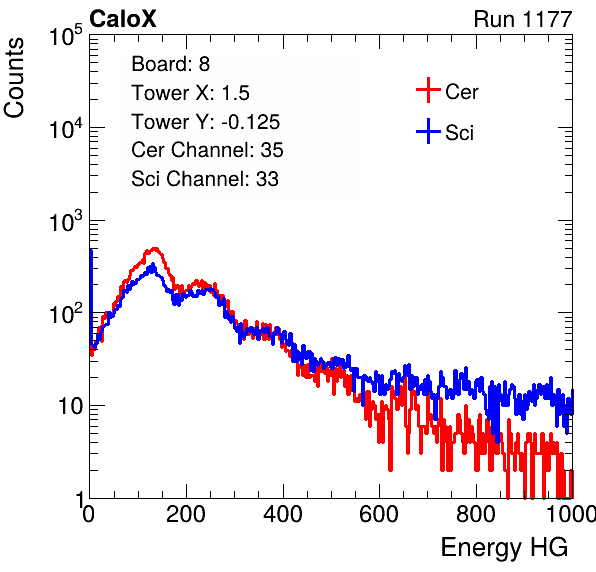 CaloX Run 1177
Counts
Board: 8
Tower X: 1.5
Tower Y: -0.125
Cer Channel: 35
Sci Channel: 33
Cer
Sci
10^5
10^4
10^3
10^2
10
1
0 200 400 600 800 1000
Energy HG